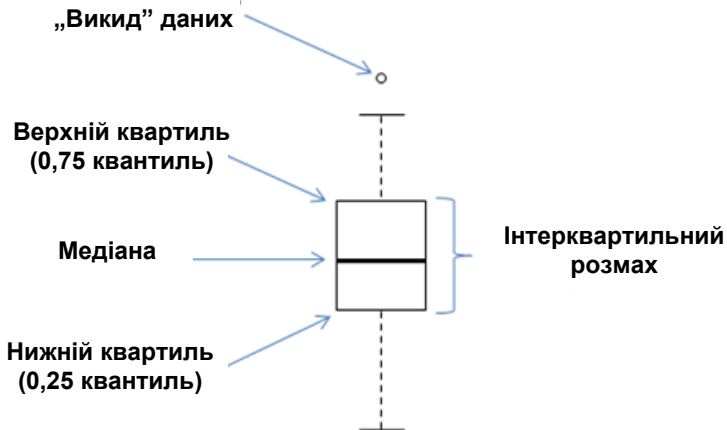 „Викид” даних
Верхній квартиль
(0,75 квантиль)
Медіана
Інтерквартильний
розмах
Нижній квартиль
(0,25 квантиль)